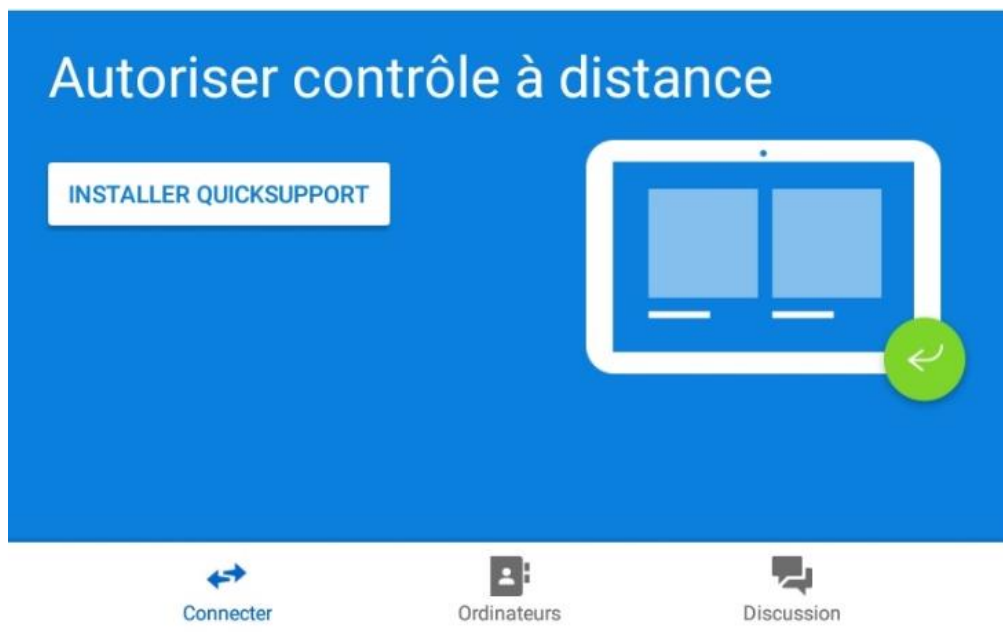 Autoriser contrôle à distance
INSTALLER QUICKSUPPORT
Connecter
Ordinateurs
Discussion